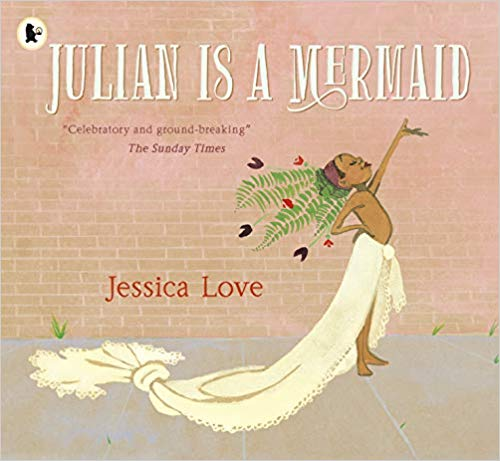 JULIAN IS A MERMAID
"Celebratory and ground-breaking"
The Sunday Times
Jessica Love